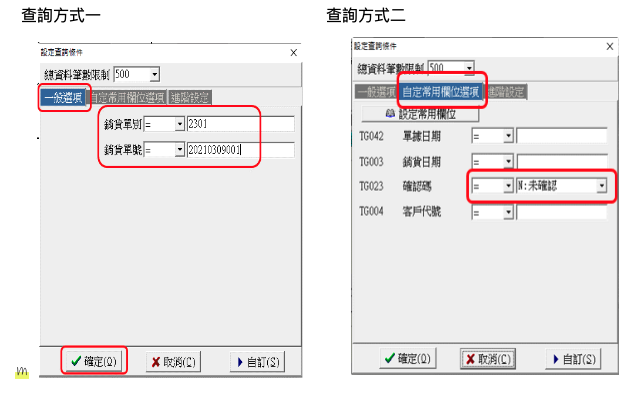 查詢方式一
設定查詢條件
總資料筆數限制 500
一般選項 自定常用欄位選項 進階設定
銷貨單別 = 2301
銷貨單號 = 20210309001
確定(O) 取消(C) 自訂(S)
查詢方式二
設定查詢條件
總資料筆數限制 500
一般選項 自定常用欄位選項 進階設定
設定常用欄位
TG042 單據日期 =
TG003 銷貨日期 =
TG023 確認碼 = N:未確認
TG004 客戶代號 =
確定(O) 取消(C) 自訂(S)